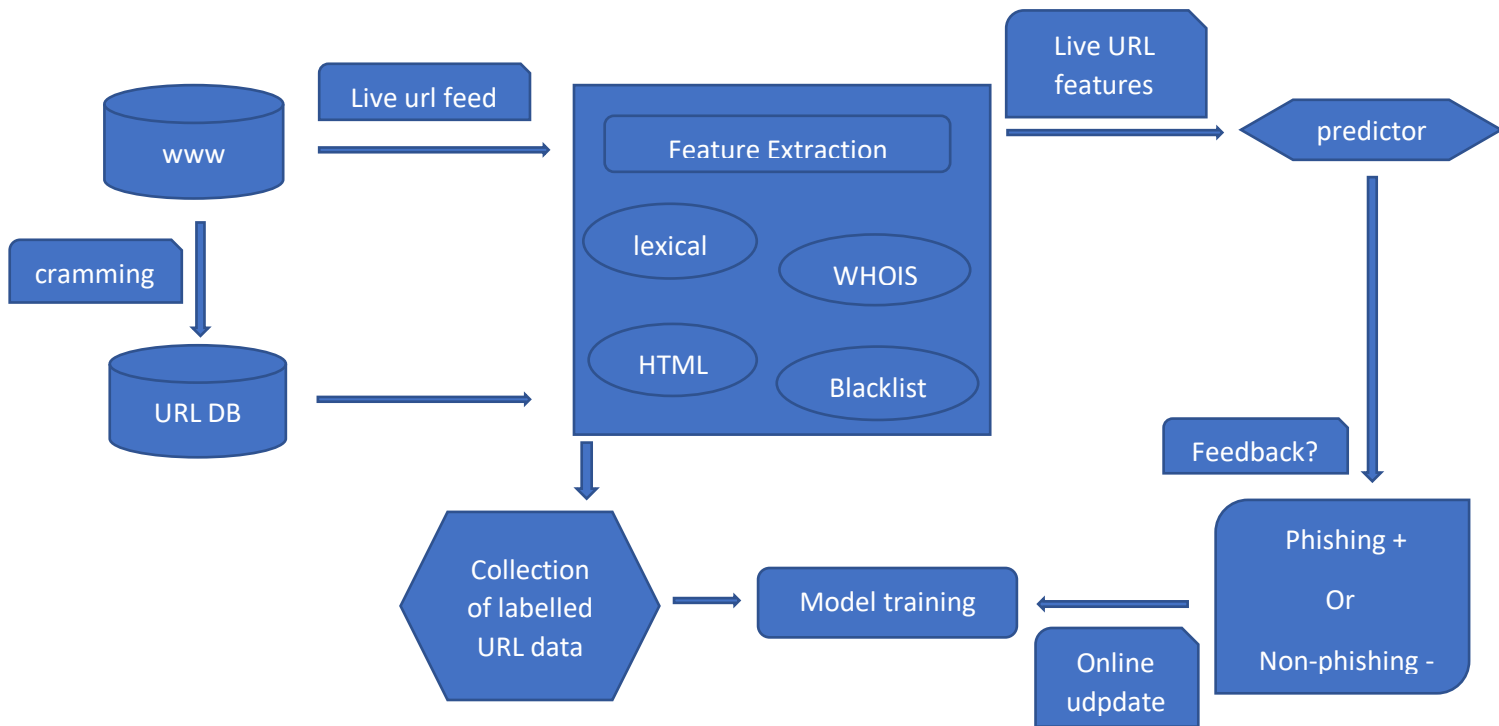 Live url feed
Live URL
features
www
Feature Extraction
predictor
lexical
WHOIS
cramming
HTML
Blacklist
URL DB
Feedback?
Collection
of labelled
URL data
Model training
Phishing +
Or
Non-phishing -
Online
udpdate